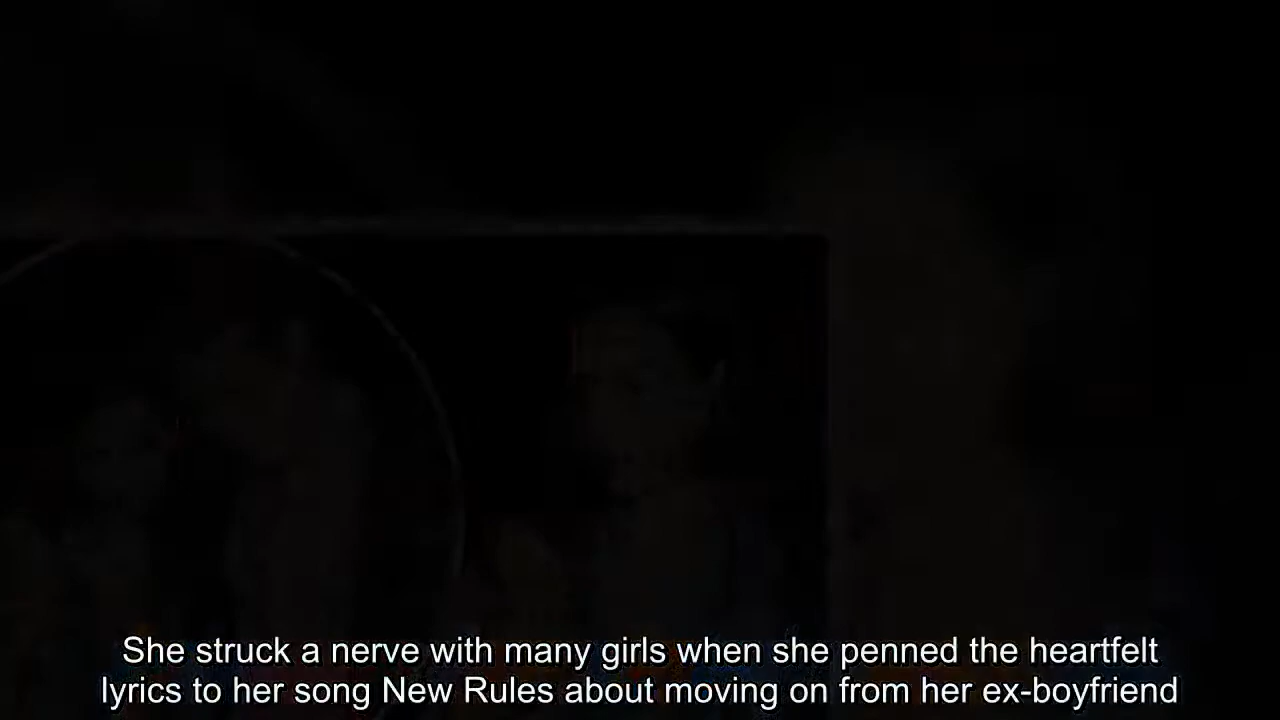 She struck a nerve with many girls when she penned the heartfelt
lyrics to her song New Rules about moving on from her ex-boyfriend